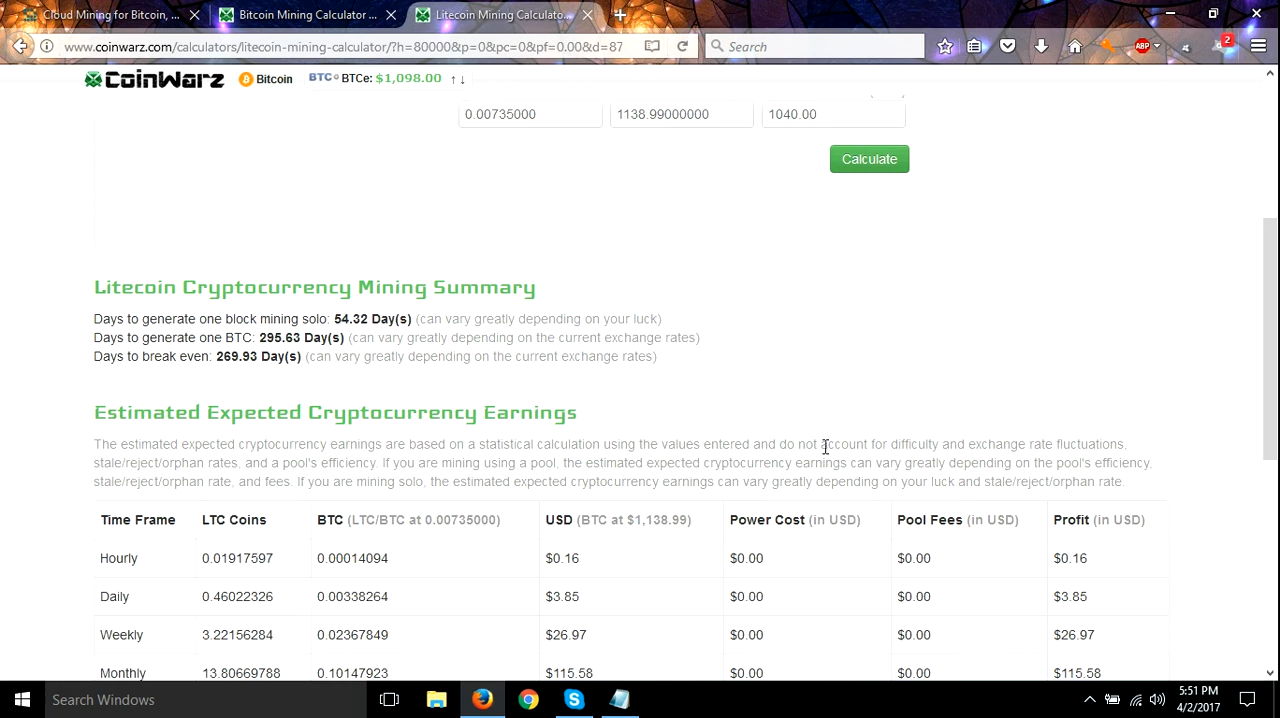 Cloud Mining for Bitcoin, ...
Bitcoin Mining Calculator ...
Litecoin Mining Calculato...
www.coinwarz.com/calculators/litecoin-mining-calculator/?h=80000&p=0&pc=0&pf=0.00&d=87
Search
ABP
2
CoinWarz
Bitcoin
BTC
BTCe: $1,098.00 ↑↓
0.00735000
1138.99000000
1040.00
Calculate
Litecoin Cryptocurrency Mining Summary
Days to generate one block mining solo: 54.32 Day(s) (can vary greatly depending on your luck)
Days to generate one BTC: 295.63 Day(s) (can vary greatly depending on the current exchange rates)
Days to break even: 269.93 Day(s) (can vary greatly depending on the current exchange rates)
Estimated Expected Cryptocurrency Earnings
The estimated expected cryptocurrency earnings are based on a statistical calculation using the values entered and do not account for difficulty and exchange rate fluctuations,
stale/reject/orphan rates, and a pool's efficiency. If you are mining using a pool, the estimated expected cryptocurrency earnings can vary greatly depending on the pool's efficiency,
stale/reject/orphan rate, and fees. If you are mining solo, the estimated expected cryptocurrency earnings can vary greatly depending on your luck and stale/reject/orphan rate.
Time Frame LTC Coins BTC (LTC/BTC at 0.00735000) USD (BTC at $1,138.99) Power Cost (in USD) Pool Fees (in USD) Profit (in USD)
Hourly 0.01917597 0.00014094 $0.16 $0.00 $0.00 $0.16
Daily 0.46022326 0.00338264 $3.85 $0.00 $0.00 $3.85
Weekly 3.22156284 0.02367849 $26.97 $0.00 $0.00 $26.97
Monthly 13.80669788 0.10147923 $115.58 $0.00 $0.00 $115.58
Search Windows
5:51 PM
4/2/2017